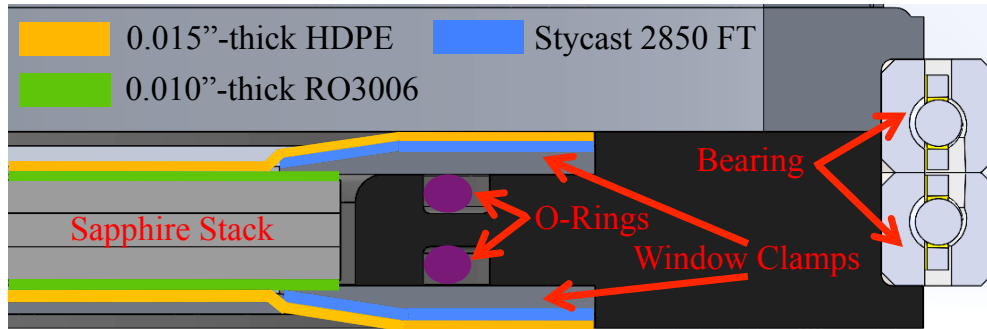 0.015”-thick HDPE
Stycast 2850 FT
0.010”-thick RO3006
Bearing
O-Rings
Sapphire Stack
Window Clamps